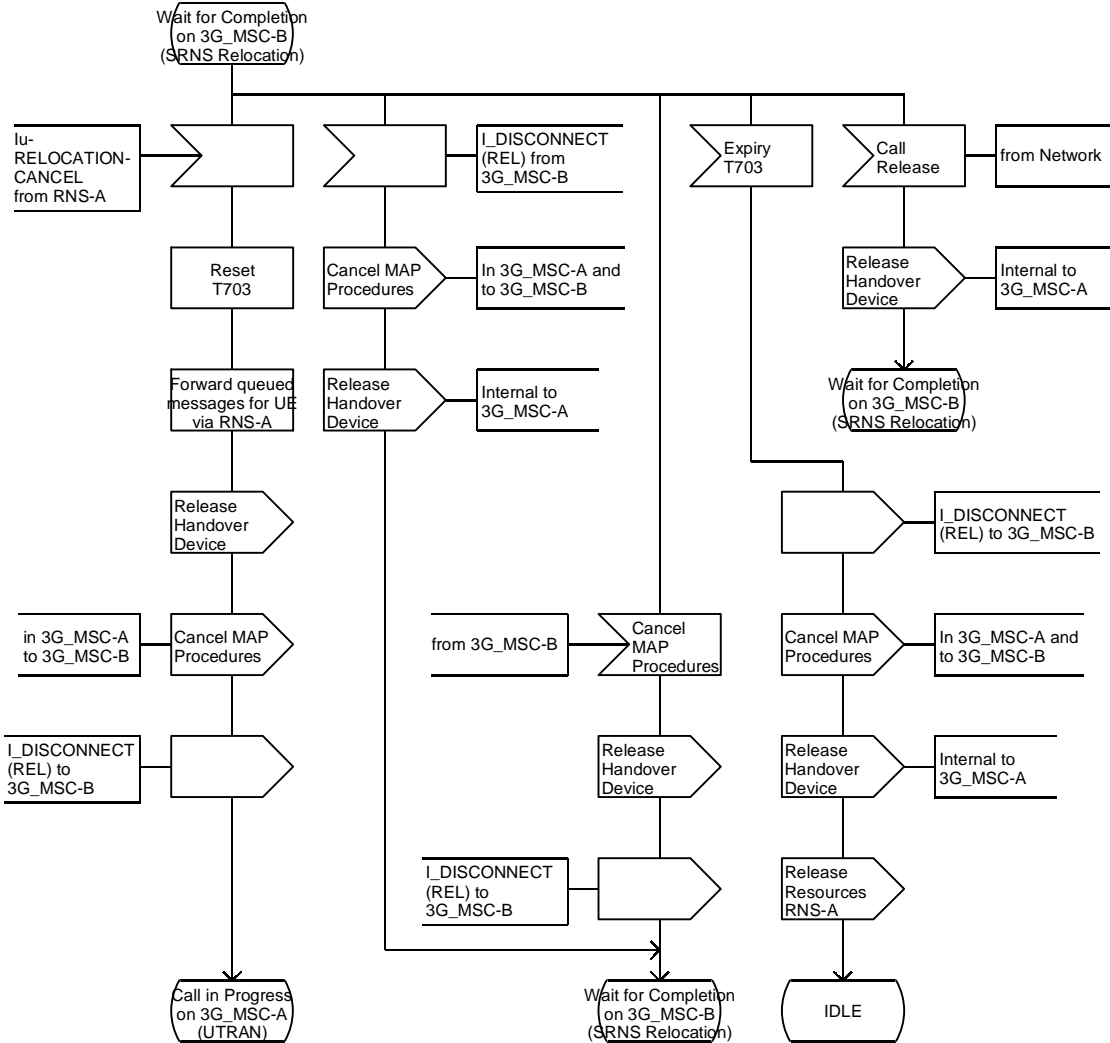 Wait for Completion
on 3G_MSC-B
(SRNS Relocation)
Iu-
RELOCATION-
CANCEL
from RNS-A
I_DISCONNECT
(REL) from
3G_MSC-B
Expiry
T703
Call
Release
from Network
Reset
T703
Cancel MAP
Procedures
In 3G_MSC-A and
to 3G_MSC-B
Release
Handover
Device
Internal to
3G_MSC-A
Forward queued
messages for UE
via RNS-A
Release
Handover
Device
Internal to
3G_MSC-A
Wait for Completion
on 3G_MSC-B
(SRNS Relocation)
Release
Handover
Device
I_DISCONNECT
(REL) to 3G_MSC-B
in 3G_MSC-A
to 3G_MSC-B
Cancel MAP
Procedures
from 3G_MSC-B
Cancel
MAP
Procedures
Cancel MAP
Procedures
In 3G_MSC-A and
to 3G_MSC-B
I_DISCONNECT
(REL) to
3G_MSC-B
Release
Handover
Device
Release
Handover
Device
Internal to
3G_MSC-A
I_DISCONNECT
(REL) to
3G_MSC-B
Release
Resources
RNS-A
Call in Progress
on 3G_MSC-A
(UTRAN)
Wait for Completion
on 3G_MSC-B
(SRNS Relocation)
IDLE